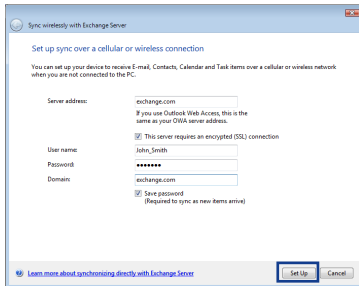 Sync wirelessly with Exchange Server
Set up sync over a cellular or wireless connection
You can set up your device to receive E-mail, Contacts, Calendar and Task items over a cellular or wireless network
when you are not connected to the PC.
Server address:
exchange.com
If you use Outlook Web Access, this is the
same as your OWA server address.
This server requires an encrypted (SSL) connection
User name:
John_Smith
Password:
•••••••
Domain:
exchange.com
Save password
(Required to sync as new items arrive)
Learn more about synchronizing directly with Exchange Server
Set Up
Cancel